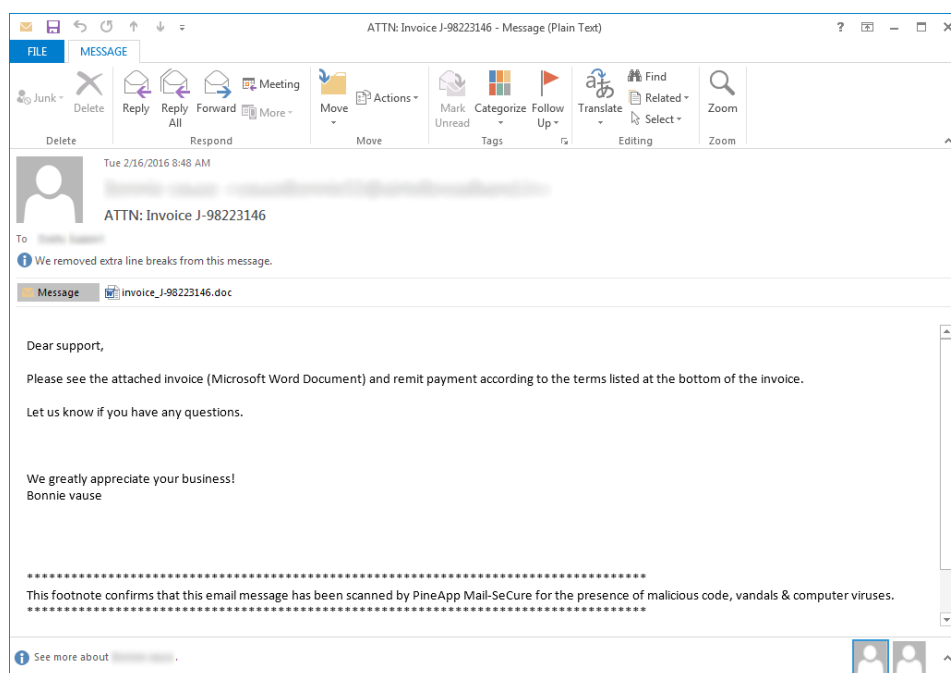 ATTN: Invoice J-98223146 - Message (Plain Text)
?
FILE MESSAGE
Junk
Delete
Reply
Reply All
Forward
Meeting
More
Move
Actions
Mark Unread
Categorize
Follow Up
Translate
Find
Related
Select
Zoom
Delete Respond Move Tags Editing Zoom
Tue 2/16/2016 8:48 AM
ATTN: Invoice J-98223146
To
We removed extra line breaks from this message.
Message invoice_J-98223146.doc
Dear support,
Please see the attached invoice (Microsoft Word Document) and remit payment according to the terms listed at the bottom of the invoice.
Let us know if you have any questions.
We greatly appreciate your business!
Bonnie vause
This footnote confirms that this email message has been scanned by PineApp Mail-SeCure for the presence of malicious code, vandals & computer viruses.
See more about .